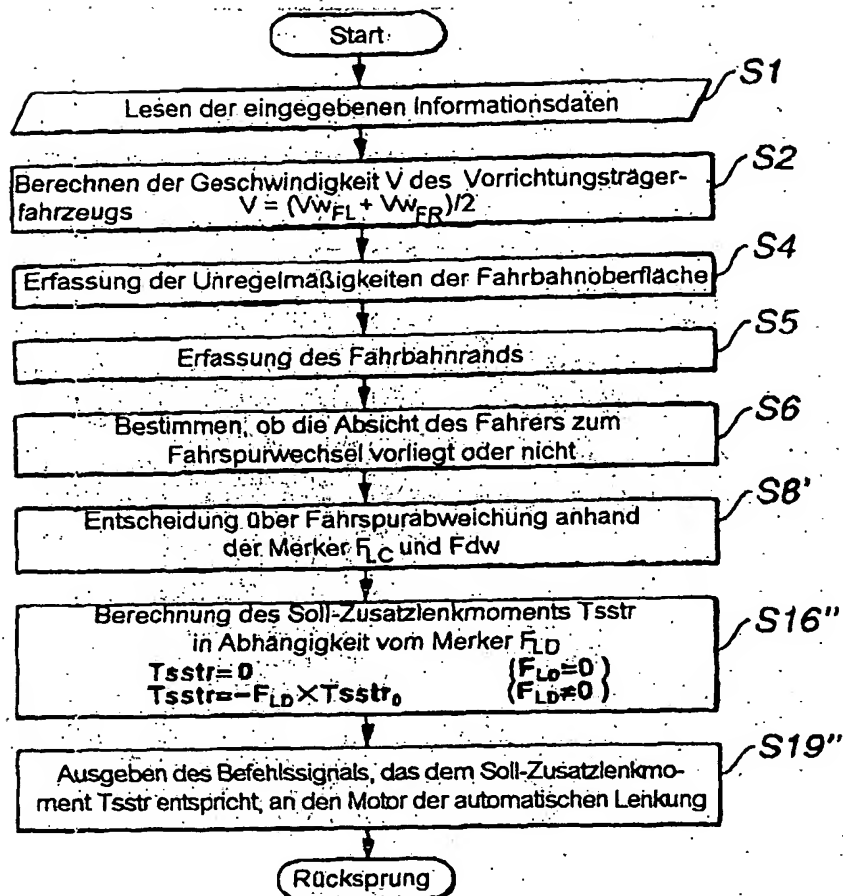 Start
Lesen der eingegebenen Informationsdaten
S1
Berechnen der Geschwindigkeit V des Vorrichtungsträger-
fahrzeugs V = (Vw_FL + Vw_FR)/2
S2
Erfassung der Unregelmäßigkeiten der Fahrbahnoberfläche
S4
Erfassung des Fahrbahnrands
S5
Bestimmen, ob die Absicht des Fahrers zum
Fahrspurwechsel vorliegt oder nicht
S6
Entscheidung über Fahrspurabweichung anhand
der Merker F_LC und Fdw
S8'
Berechnung des Soll-Zusatzlenkmoments Tsstr
in Abhängigkeit vom Merker F_LD
Tsstr=0 (F_LD=0)
Tsstr=-F_LD×Tsstr₀ (F_LD≠0)
S16"
Ausgeben des Befehlssignals, das dem Soll-Zusatzlenkmo-
ment Tsstr entspricht, an den Motor der automatischen Lenkung
S19"
Rücksprung